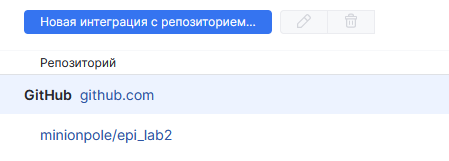 Новая интеграция с репозиторием...
Репозиторий
GitHub github.com
minionpole/epi_lab2